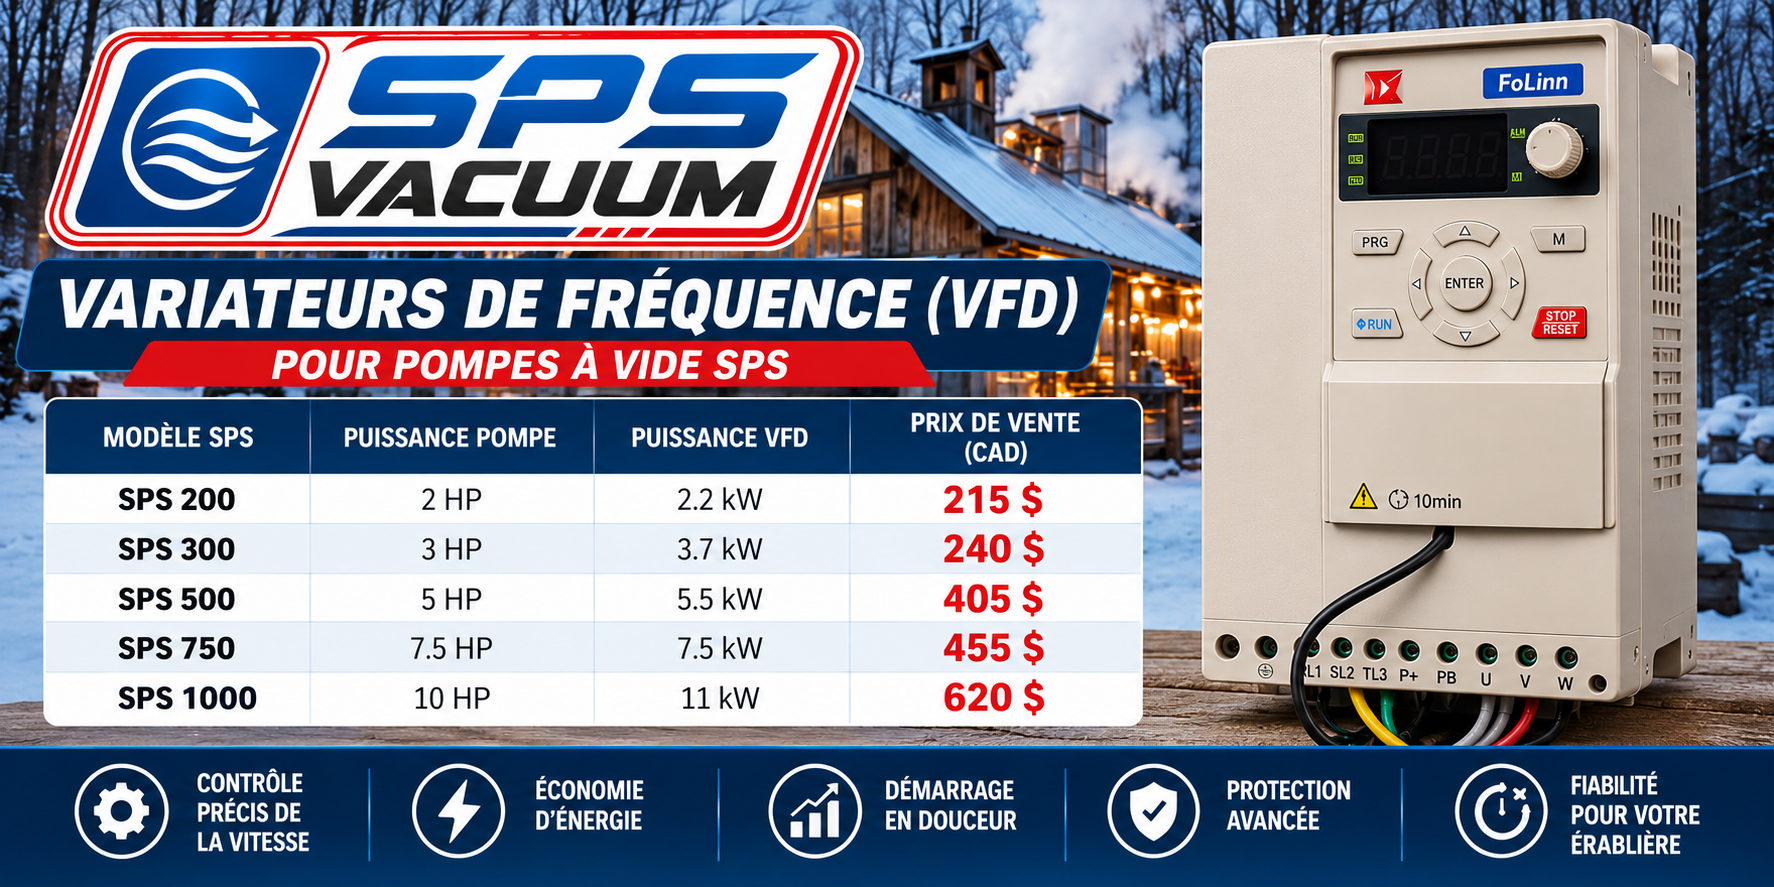 SPS
VACUUM
VARIATEURS DE FRÉQUENCE (VFD)
POUR POMPES À VIDE SPS
MODÈLE SPS PUISSANCE POMPE PUISSANCE VFD PRIX DE VENTE (CAD)
SPS 200 2 HP 2.2 kW 215 $
SPS 300 3 HP 3.7 kW 240 $
SPS 500 5 HP 5.5 kW 405 $
SPS 750 7.5 HP 7.5 kW 455 $
SPS 1000 10 HP 11 kW 620 $
FoLinn
ALM
M
PRG
M
ENTER
RUN
STOP
RESET
10min
RL1 SL2 TL3 P+ PB U V W
CONTRÔLE
PRÉCIS DE
LA VITESSE
ÉCONOMIE
D'ÉNERGIE
DÉMARRAGE
EN DOUCEUR
PROTECTION
AVANCÉE
FIABILITÉ
POUR VOTRE
ÉRABLIÈRE